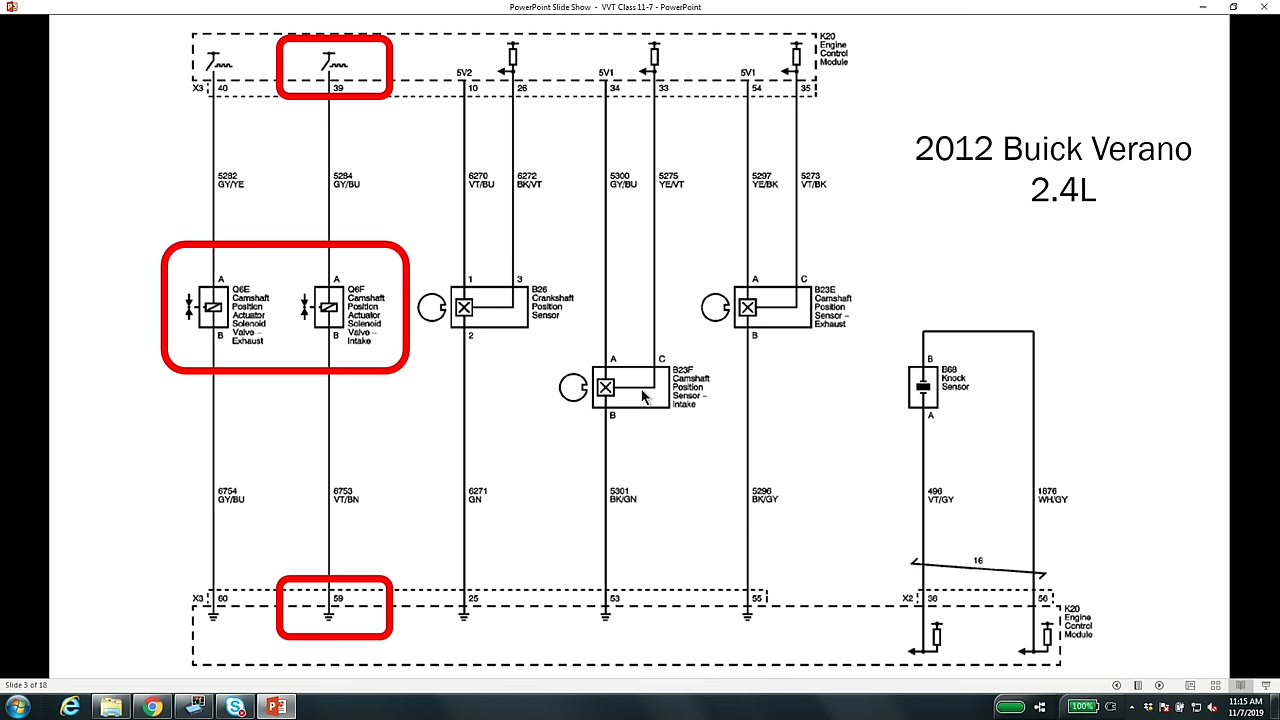 PowerPoint Slide Show - VVT Class 11-7 - PowerPoint
K20
Engine
Control
Module
5V2
5V1
5V1
X3
40
39
10
26
34
33
54
35
2012 Buick Verano
2.4L
5282
GY/YE
5284
GY/BU
6270
VT/BU
6272
BK/VT
5300
GY/BU
5275
YE/VT
5297
YE/BK
5273
VT/BK
A
Q6E
Camshaft
Position
Actuator
Solenoid
Valve –
Exhaust
B
A
Q6F
Camshaft
Position
Actuator
Solenoid
Valve –
Intake
B
1
3
B26
Crankshaft
Position
Sensor
2
A
C
B23F
Camshaft
Position
Sensor –
Intake
B
A
C
B23E
Camshaft
Position
Sensor –
Exhaust
B
B
B68
Knock
Sensor
A
6754
GY/BU
6753
VT/BN
6271
GN
5301
BK/GN
5296
BK/GY
496
VT/GY
1876
WH/GY
16
X3
60
59
25
53
55
X2
36
56
K20
Engine
Control
Module
Slide 3 of 18
100%
11:15 AM
11/7/2019